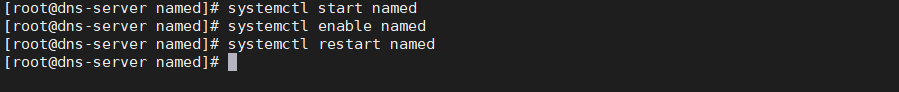 [root@dns-server named]# systemctl start named
[root@dns-server named]# systemctl enable named
[root@dns-server named]# systemctl restart named
[root@dns-server named]#